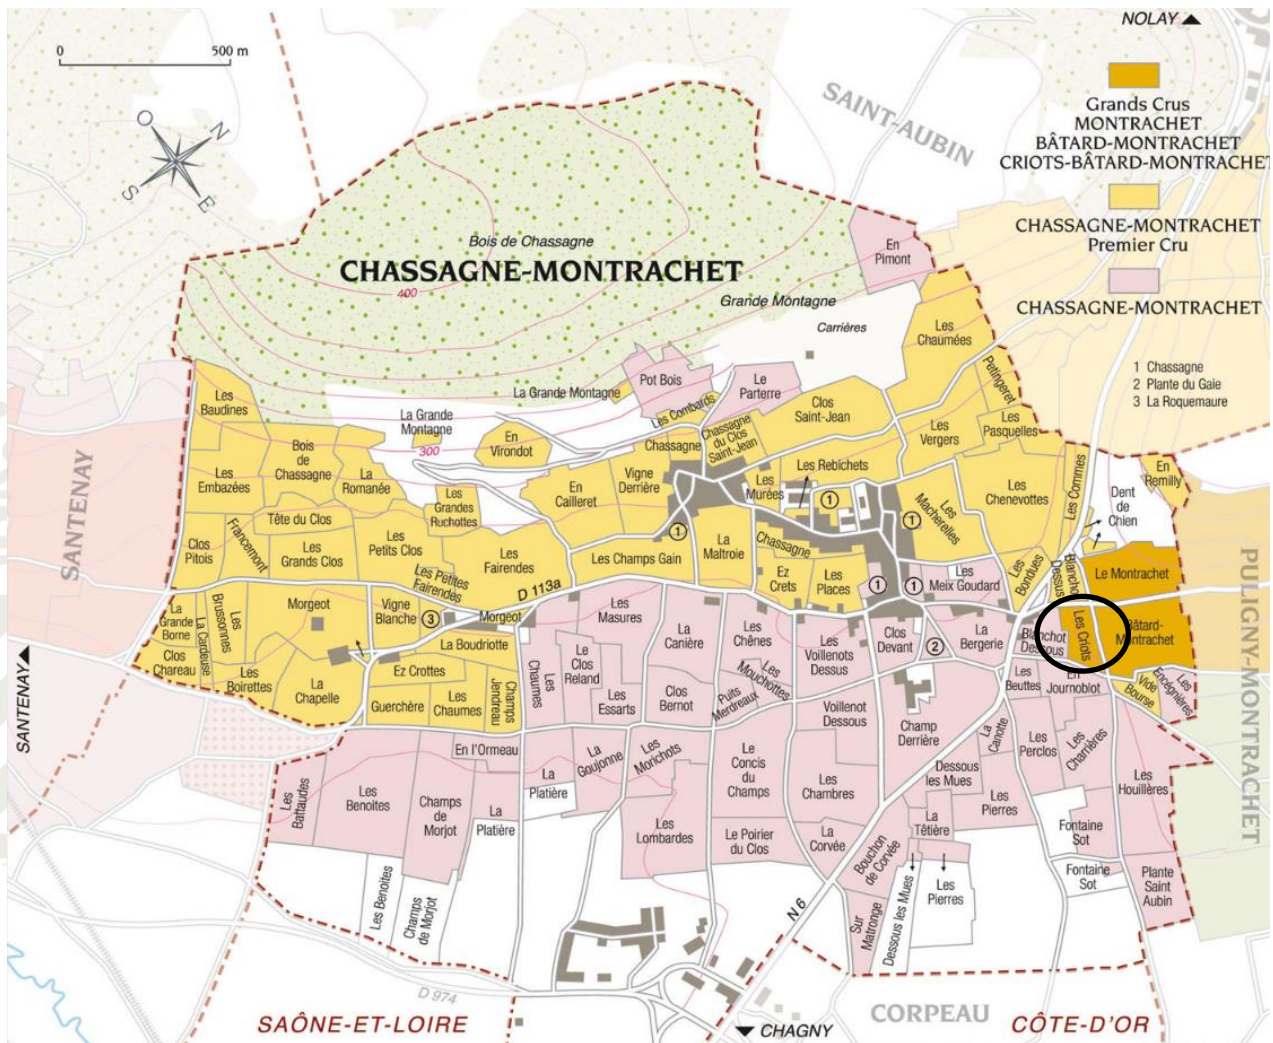 NOLAY
0
500 m
O
N
S
E
SAINT-AUBIN
Grands Crus
MONTRACHET
BÂTARD-MONTRACHET
CRIOTS-BÂTARD-MONTRACHET
CHASSAGNE-MONTRACHET
Premier Cru
CHASSAGNE-MONTRACHET
1 Chassagne
2 Plante du Gaie
3 La Roquemaure
Bois de Chassagne
CHASSAGNE-MONTRACHET
400
Grande Montagne
Carrières
En
Pimont
Les
Chaumées
Pot Bois
Le
Parterre
La Grande Montagne
Les Combards
Clos
Saint-Jean
Petingeret
Les
Baudines
La Grande
Montagne
300
En
Virondot
Chassagne
Chassagne
du Clos
Saint-Jean
Les
Vergers
Les
Pasquelles
Bois
de
Chassagne
Les
Embazées
La
Romanée
Les
Grandes
Ruchottes
En
Cailleret
Vigne
Derrière
Les
Murées
Les Rebichets
1
Les
Macherelles
1
Les
Chenevottes
Les Commes
Dent
de
Chien
En
Remilly
SANTENAY
Clos
Pitois
Francemont
Tête du Clos
Les
Grands Clos
Les
Petits Clos
Les Petites
Fairendes
Les
Fairendes
D 113a
Les Champs Gain
1
La
Maltroie
Chassagne
Ez
Crets
Les
Places
1
1
Les
Meix Goudard
Les
Bondues
Blanchot
Dessus
Le Montrachet
PULIGNY-MONTRACHET
La
Grande
Borne
La Cardeuse
Les
Brussonnes
Clos
Chareau
Les
Boirettes
Morgeot
Vigne
Blanche
3
Morgeot
La Boudriotte
La
Chapelle
Ez Crottes
Guerchère
Les
Chaumes
Champs
Jendreau
Les
Chaumes
Le
Clos
Reland
Les
Masures
Les
Essarts
La
Canière
Clos
Bernot
Les
Chênes
Les
Mouchottes
Puits
Merdreaux
Les
Voillenots
Dessus
Clos
Devant
2
La
Bergerie
Blanchot
Dessous
Les Criots
Bâtard-
Montrachet
Les
Beuttes
En
Journoblot
Vide
Bourse
Les
Encégnières
SANTENAY
Les
Battaudes
Les
Benoites
Champs
de
Morjot
En l'Ormeau
La
Platière
La
Platière
La
Goujonne
Les
Morichots
Les
Lombardes
Le
Concis
du
Champs
Le Poirier
du Clos
Voillenot
Dessous
Les
Chambres
La
Corvée
Champ
Derrière
La
Canotte
Dessous
les Mues
Les
Pierres
Les
Perclos
Les
Charrières
Les
Houillères
Fontaine
Sot
Fontaine
Sot
Plante
Saint
Aubin
La
Têtière
Bouchon
de Corvée
Sur
Matronge
Dessous les Mues
Les
Pierres
Les Benoites
Champs
de Morjot
N 6
D 974
SAÔNE-ET-LOIRE
CHAGNY
CORPEAU
CÔTE-D'OR